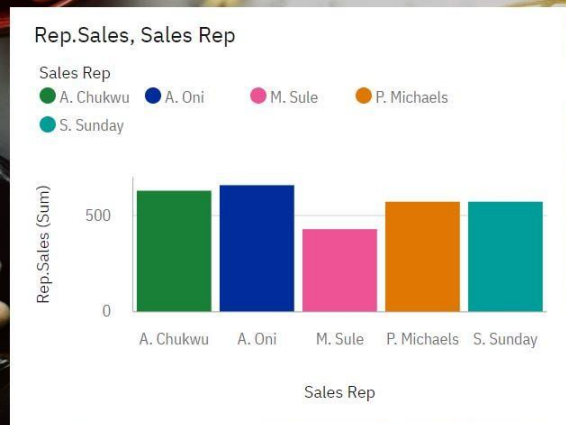 Rep.Sales, Sales Rep
Sales Rep
A. Chukwu A. Oni M. Sule P. Michaels
S. Sunday
Rep.Sales (Sum)
500
0
A. Chukwu A. Oni M. Sule P. Michaels S. Sunday
Sales Rep